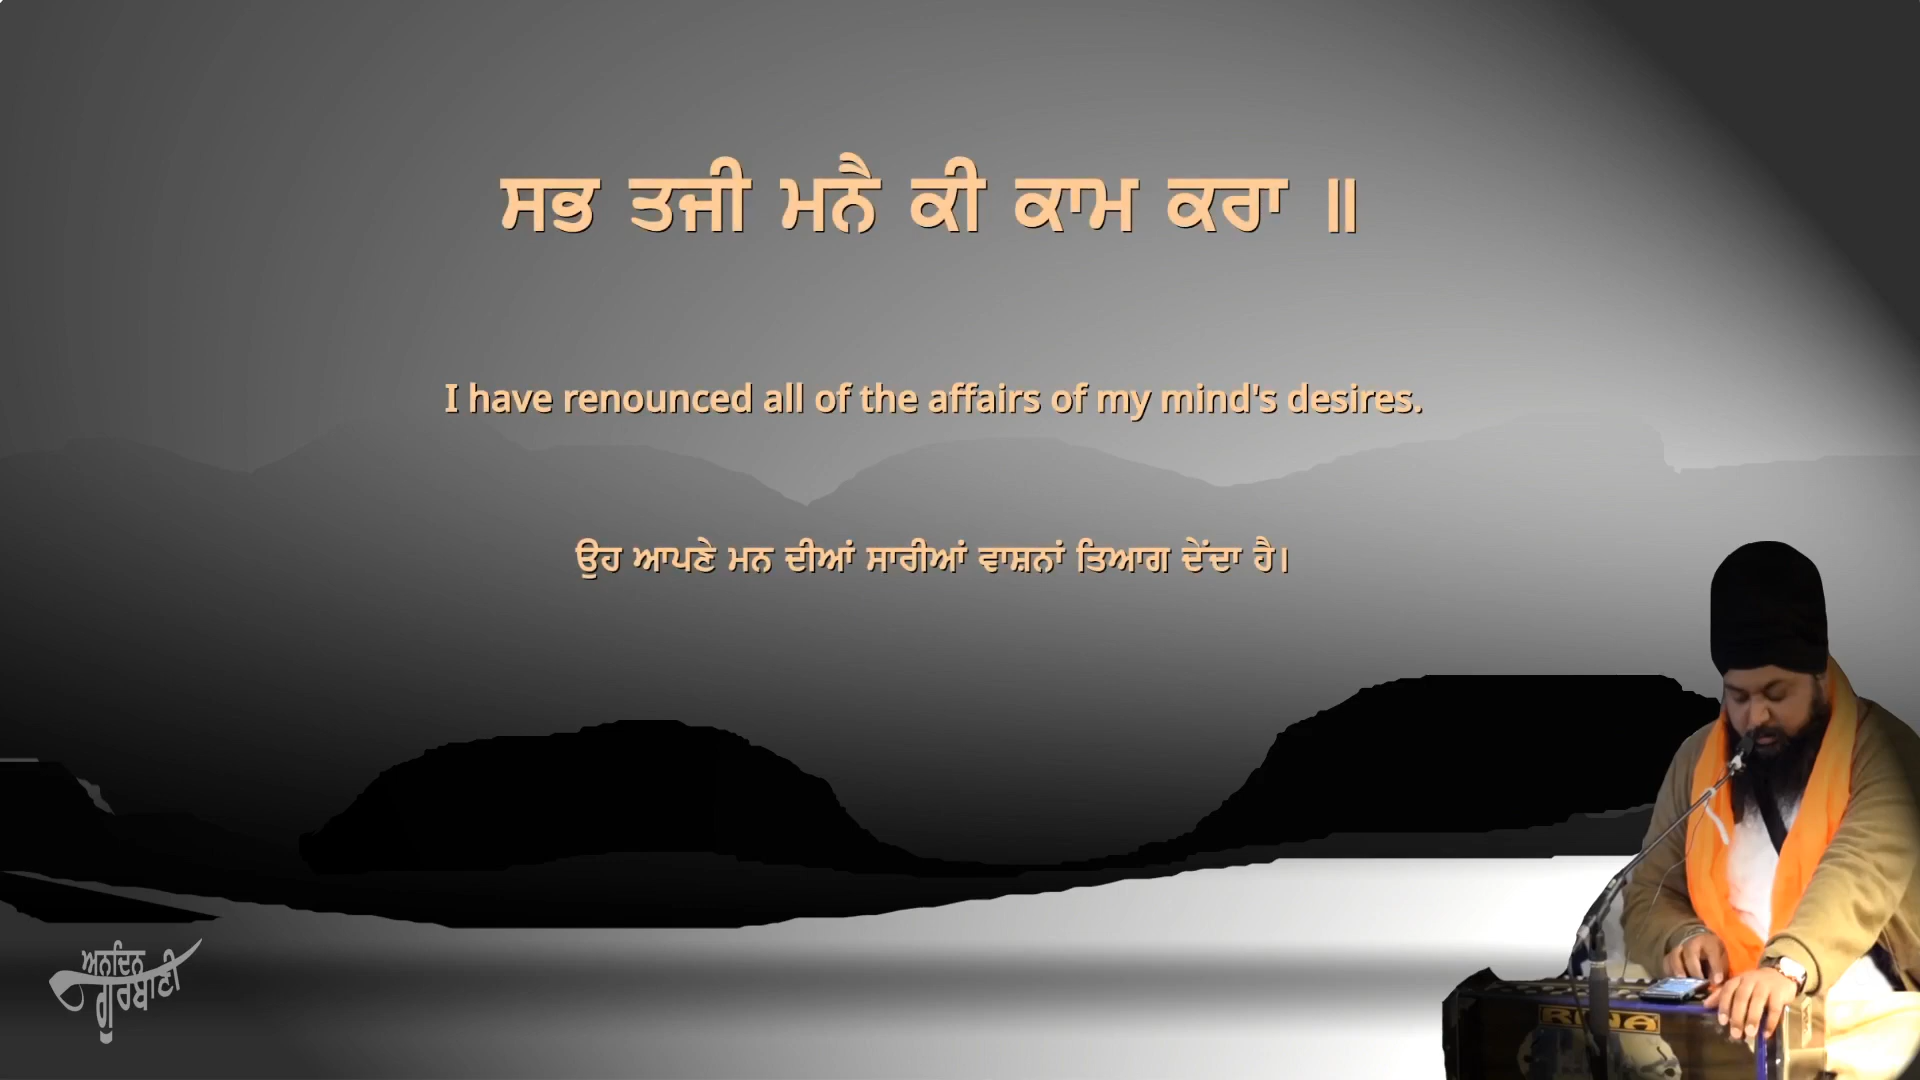 ਸਭ ਤਜੀ ਮਨੈ ਕੀ ਕਾਮ ਕਰਾ ॥
I have renounced all of the affairs of my mind's desires.
ਉਹ ਆਪਣੇ ਮਨ ਦੀਆਂ ਸਾਰੀਆਂ ਵਾਸ਼ਨਾਂ ਤਿਆਗ ਦੇਂਦਾ ਹੈ।
ਅਨਦਿਨ
ਗੁਰਬਾਣੀ
RINA